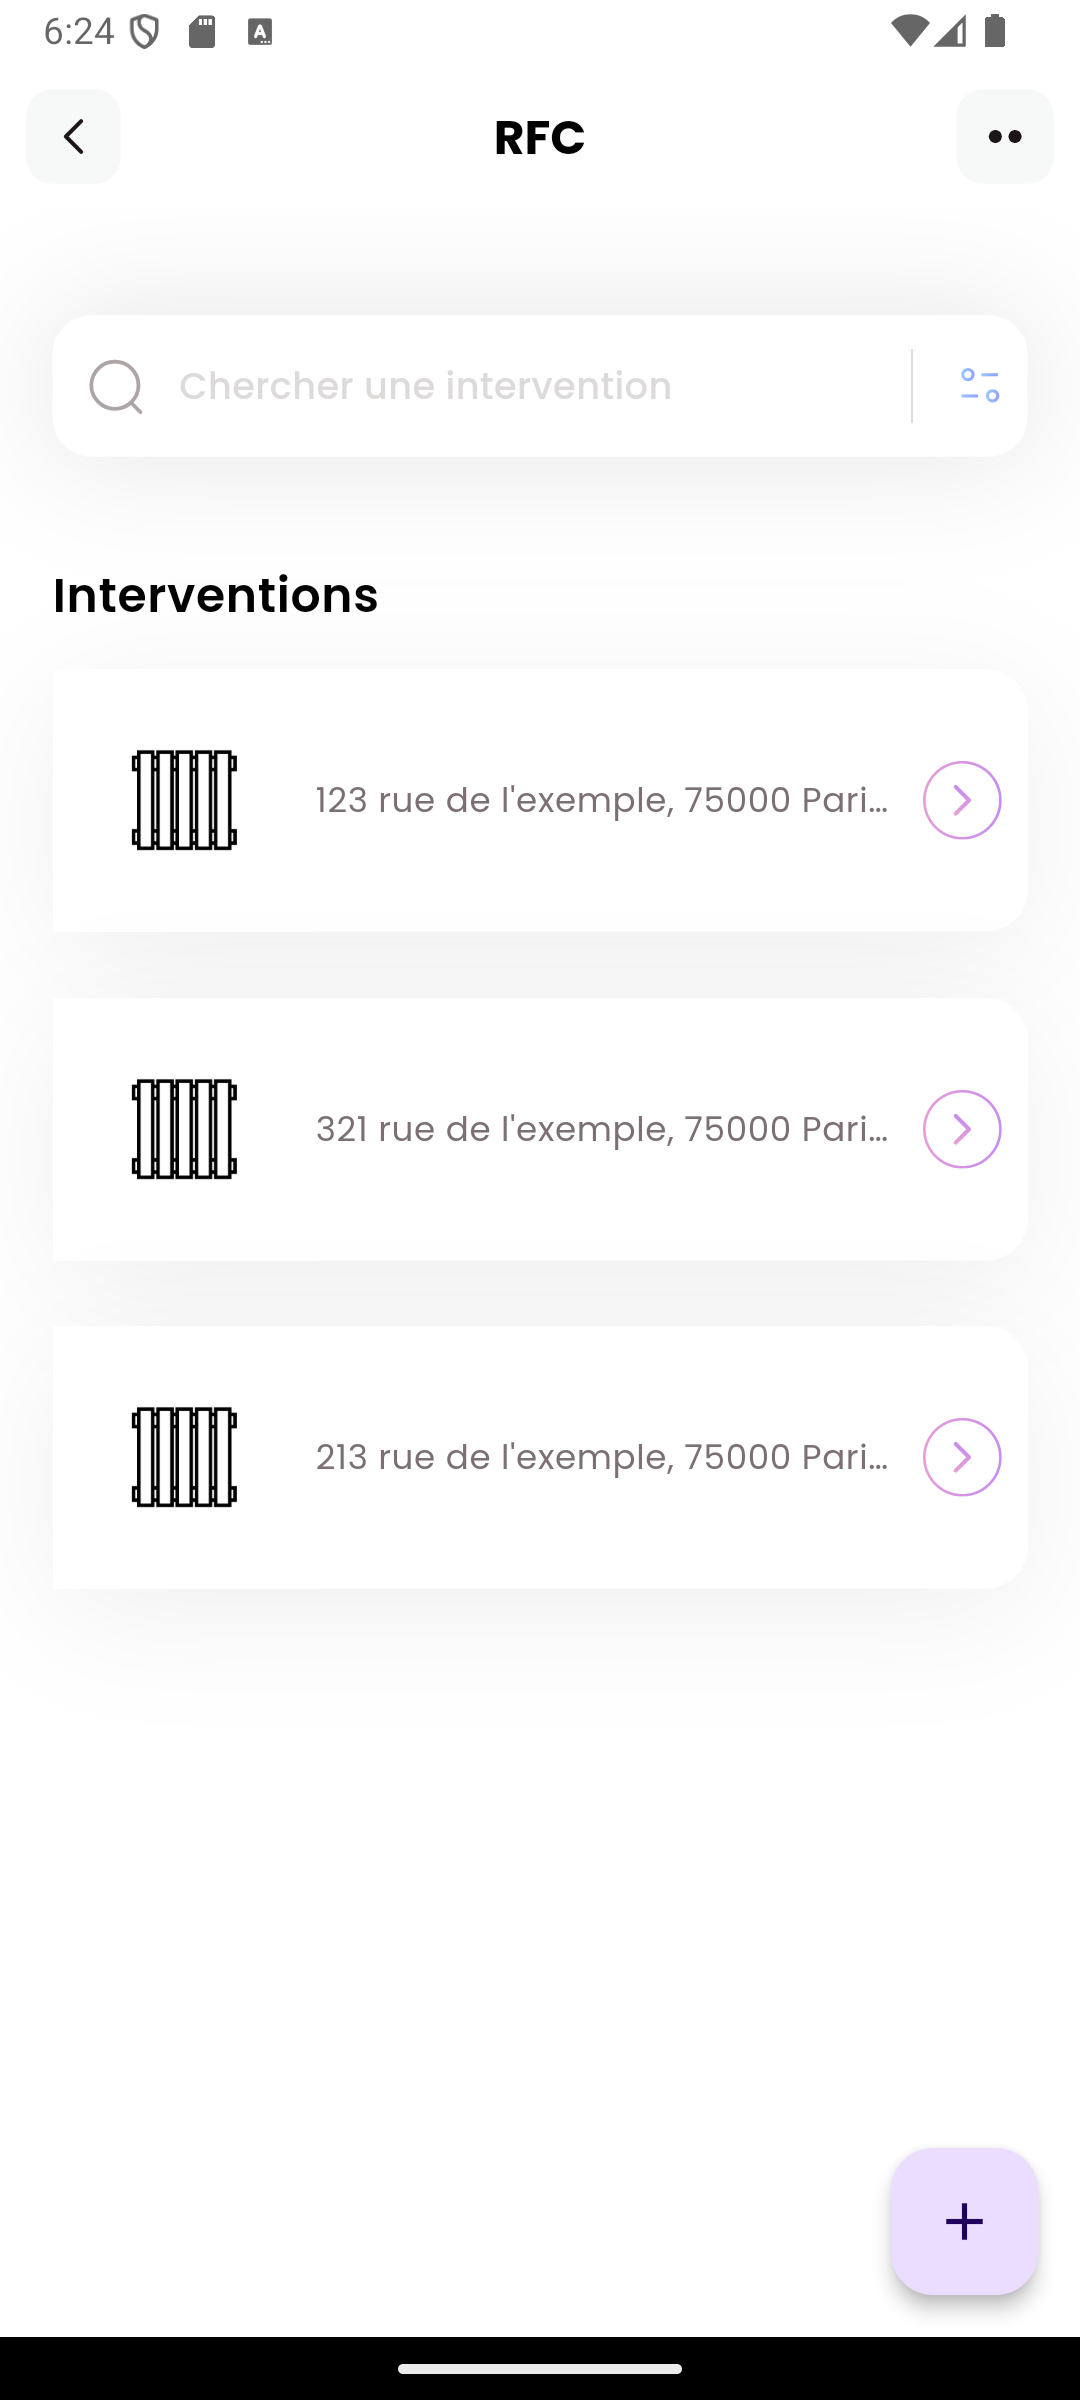 6:24
RFC
Chercher une intervention
Interventions
123 rue de l'exemple, 75000 Pari...
321 rue de l'exemple, 75000 Pari...
213 rue de l'exemple, 75000 Pari...